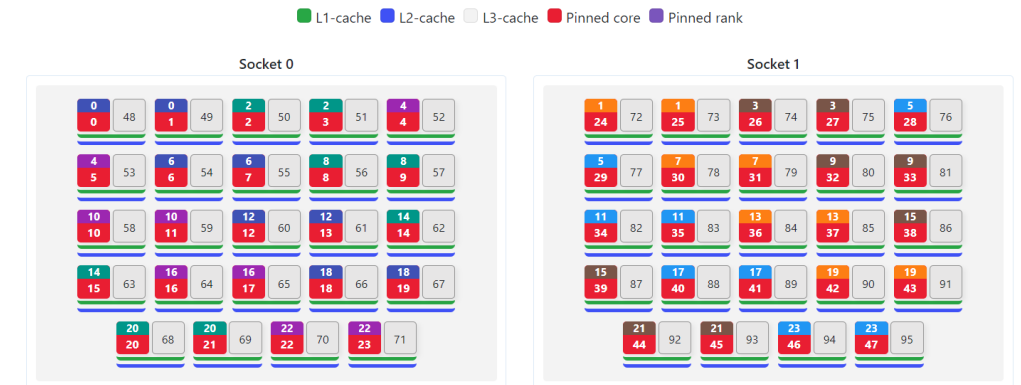 L1-cache L2-cache L3-cache Pinned core Pinned rank
Socket 0 Socket 1
0 0 2 2 4
0 48 1 49 2 50 3 51 4 52
4 6 6 8 8
5 53 6 54 7 55 8 56 9 57
10 10 12 12 14
10 58 11 59 12 60 13 61 14 62
14 16 16 18 18
15 63 16 64 17 65 18 66 19 67
20 20 22 22
20 68 21 69 22 70 23 71
1 1 3 3 5
24 72 25 73 26 74 27 75 28 76
5 7 7 9 9
29 77 30 78 31 79 32 80 33 81
11 11 13 13 15
34 82 35 83 36 84 37 85 38 86
15 17 17 19 19
39 87 40 88 41 89 42 90 43 91
21 21 23 23
44 92 45 93 46 94 47 95